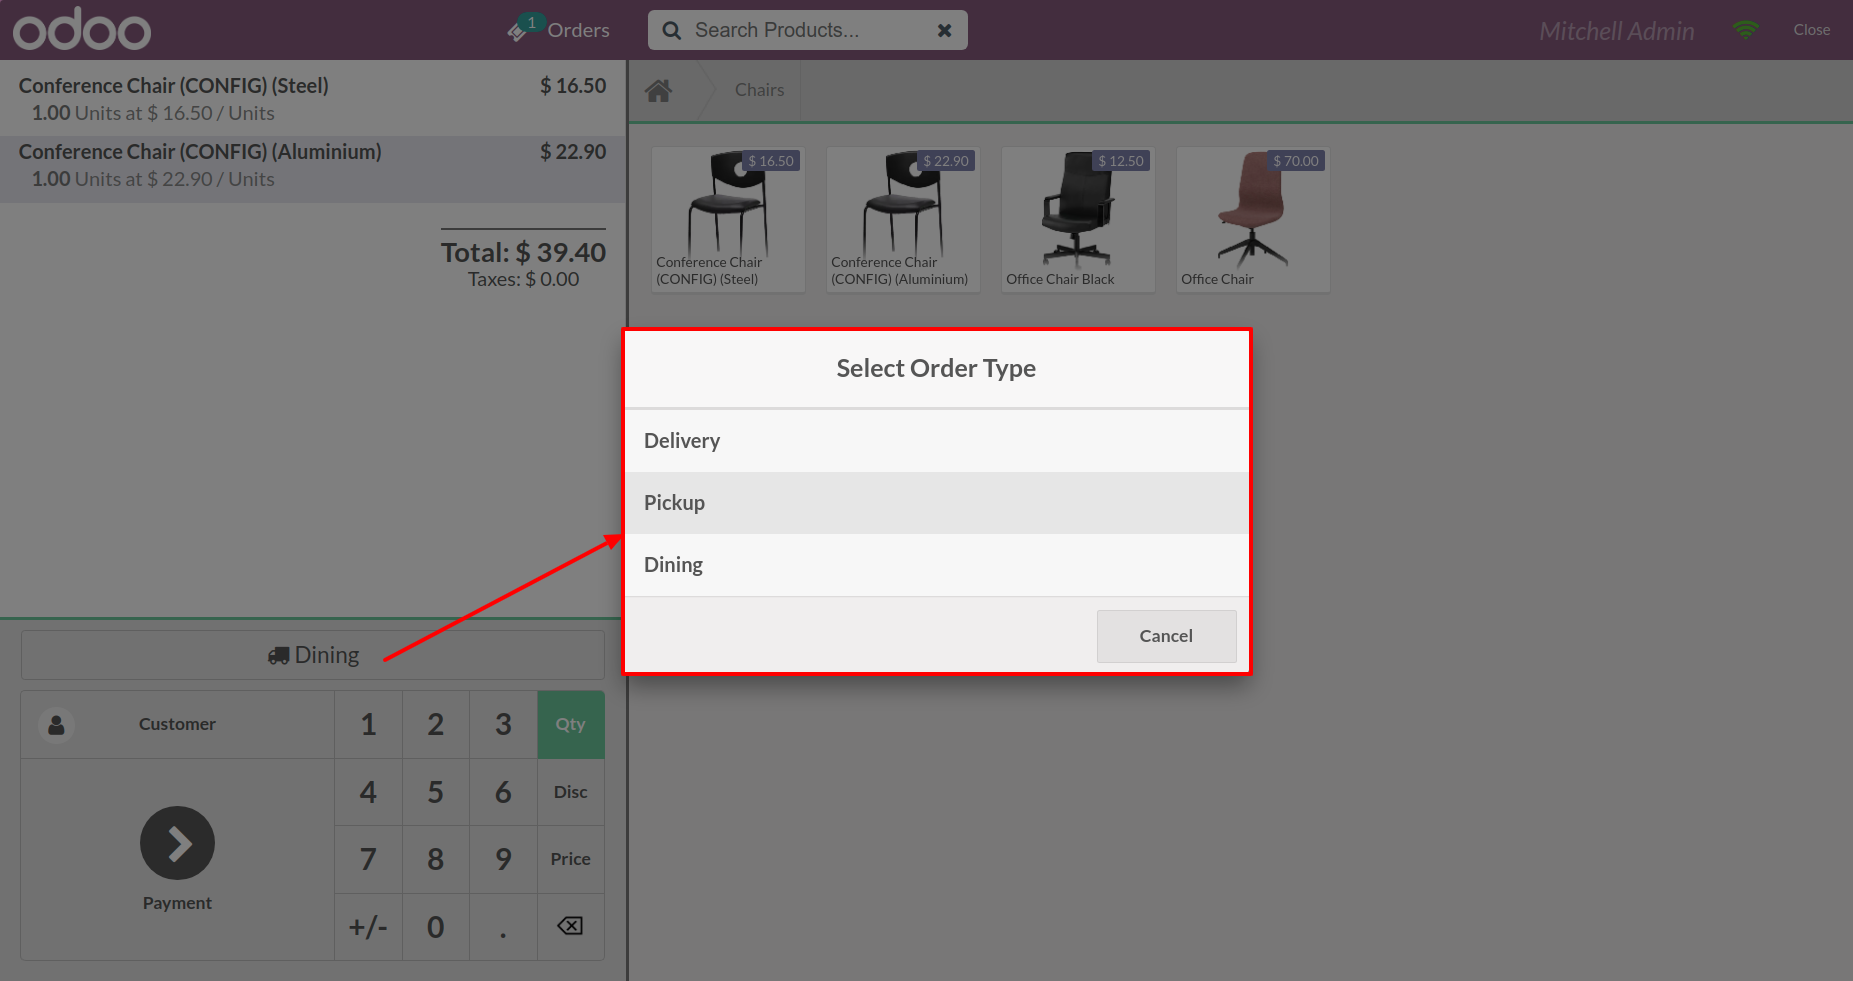 odoo
1 Orders
Search Products...
Mitchell Admin
Close
Conference Chair (CONFIG) (Steel) $ 16.50
1.00 Units at $ 16.50 / Units
Conference Chair (CONFIG) (Aluminium) $ 22.90
1.00 Units at $ 22.90 / Units
Total: $ 39.40
Taxes: $ 0.00
Chairs
$ 16.50
Conference Chair
(CONFIG) (Steel)
$ 22.90
Conference Chair
(CONFIG) (Aluminium)
$ 12.50
Office Chair Black
$ 70.00
Office Chair
Select Order Type
Delivery
Pickup
Dining
Cancel
Dining
Customer
Payment
1 2 3 Qty
4 5 6 Disc
7 8 9 Price
+/- 0 .